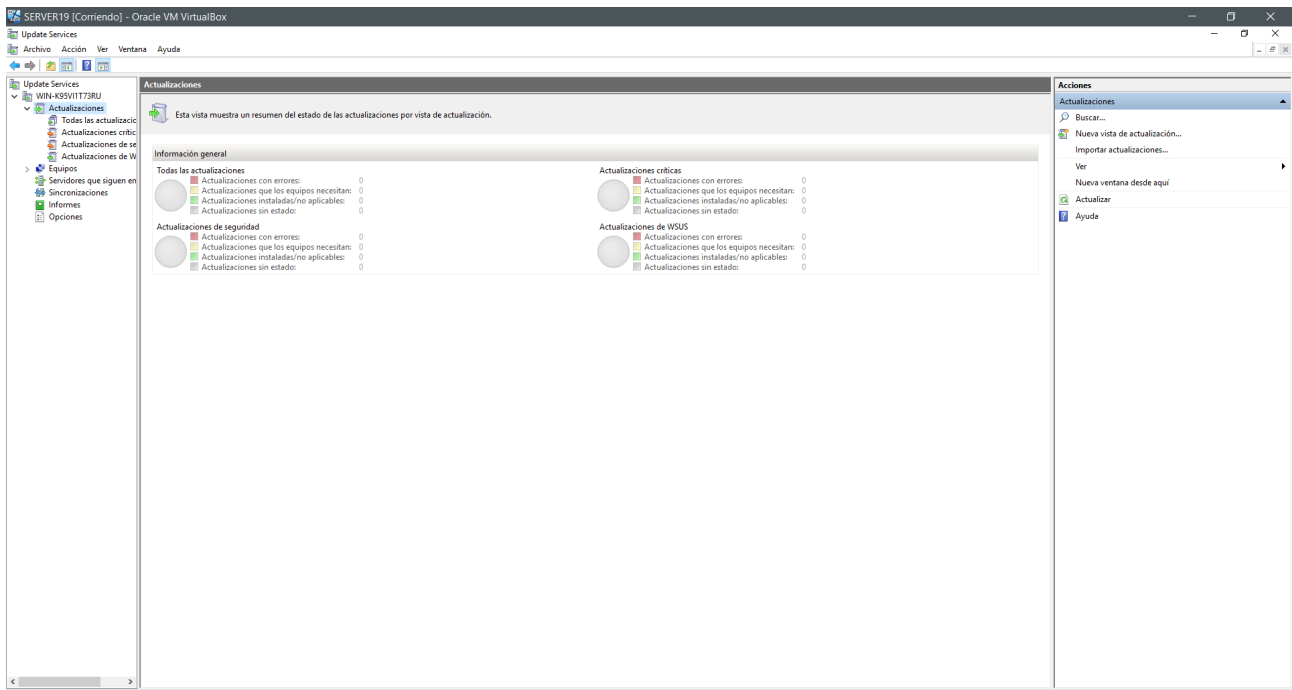 SERVER19 [Corriendo] - Oracle VM VirtualBox
Update Services
Archivo Acción Ver Ventana Ayuda
Update Services
WIN-K95VI1T73RU
Actualizaciones
Todas las actualizacio
Actualizaciones crític
Actualizaciones de se
Actualizaciones de W
Equipos
Servidores que siguen en
Sincronizaciones
Informes
Opciones
Actualizaciones
Esta vista muestra un resumen del estado de las actualizaciones por vista de actualización.
Información general
Todas las actualizaciones
Actualizaciones con errores: 0
Actualizaciones que los equipos necesitan: 0
Actualizaciones instaladas/no aplicables: 0
Actualizaciones sin estado: 0
Actualizaciones críticas
Actualizaciones con errores: 0
Actualizaciones que los equipos necesitan: 0
Actualizaciones instaladas/no aplicables: 0
Actualizaciones sin estado: 0
Actualizaciones de seguridad
Actualizaciones con errores: 0
Actualizaciones que los equipos necesitan: 0
Actualizaciones instaladas/no aplicables: 0
Actualizaciones sin estado: 0
Actualizaciones de WSUS
Actualizaciones con errores: 0
Actualizaciones que los equipos necesitan: 0
Actualizaciones instaladas/no aplicables: 0
Actualizaciones sin estado: 0
Acciones
Actualizaciones
Buscar...
Nueva vista de actualización...
Importar actualizaciones...
Ver
Nueva ventana desde aquí
Actualizar
Ayuda